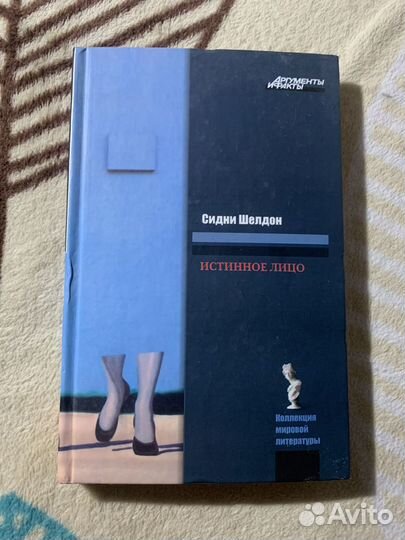 Аргументы
и факты
Сидни Шелдон
ИСТИННОЕ ЛИЦО
Коллекция
мировой
литературы
Avito